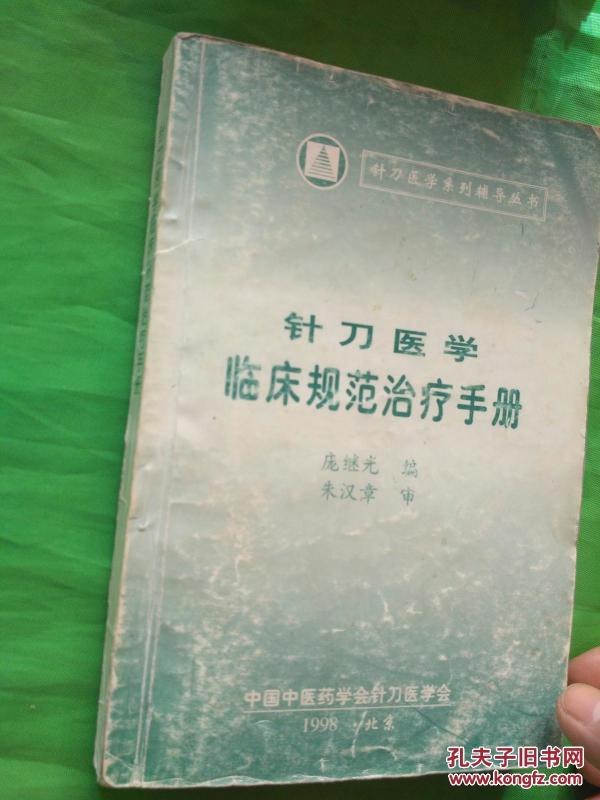 针刀医学系列辅导丛书
针刀医学
临床规范治疗手册
庞继光 编
朱汉章 审
中国中医药学会针刀医学会
1998·北京
孔夫子旧书网
www.kongfz.com